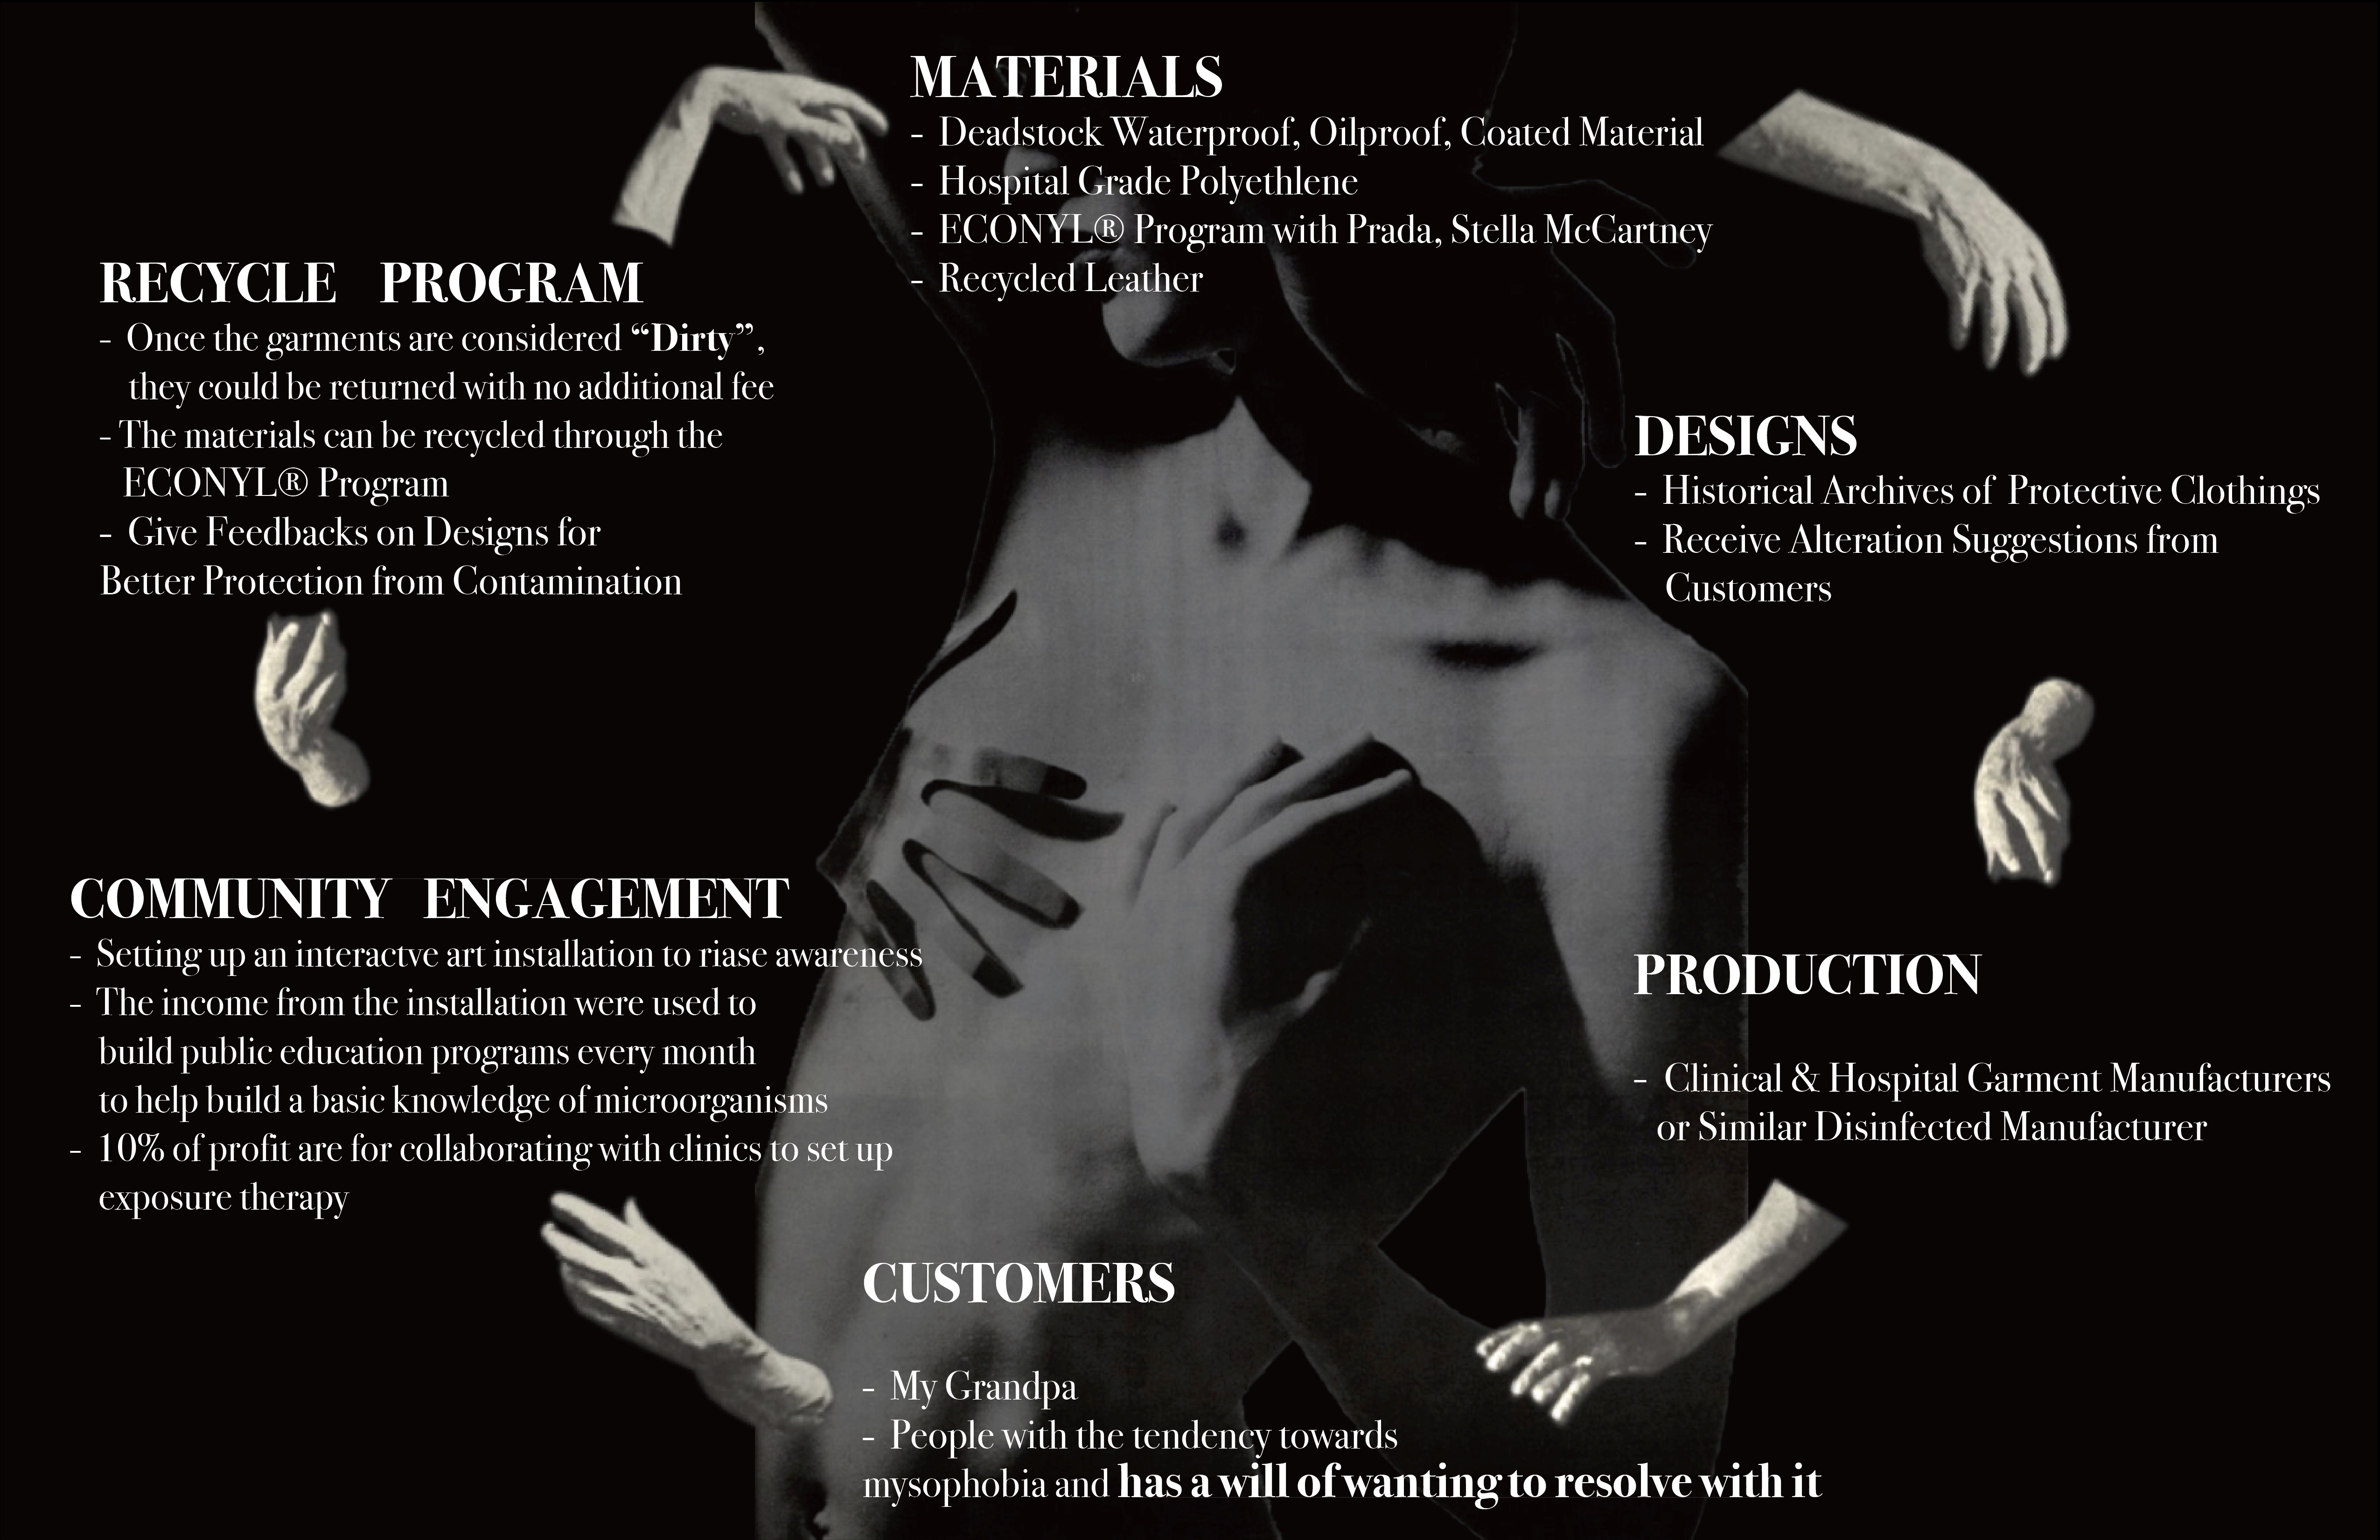 MATERIALS
- Deadstock Waterproof, Oilproof, Coated Material
- Hospital Grade Polyethlene
- ECONYL® Program with Prada, Stella McCartney
- Recycled Leather
RECYCLE PROGRAM
- Once the garments are considered “Dirty”,
they could be returned with no additional fee
- The materials can be recycled through the
ECONYL® Program
- Give Feedbacks on Designs for
Better Protection from Contamination
DESIGNS
- Historical Archives of Protective Clothings
- Receive Alteration Suggestions from
Customers
COMMUNITY ENGAGEMENT
- Setting up an interactve art installation to riase awareness
- The income from the installation were used to
build public education programs every month
to help build a basic knowledge of microorganisms
- 10% of profit are for collaborating with clinics to set up
exposure therapy
PRODUCTION
- Clinical & Hospital Garment Manufacturers
or Similar Disinfected Manufacturer
CUSTOMERS
- My Grandpa
- People with the tendency towards
mysophobia and has a will of wanting to resolve with it